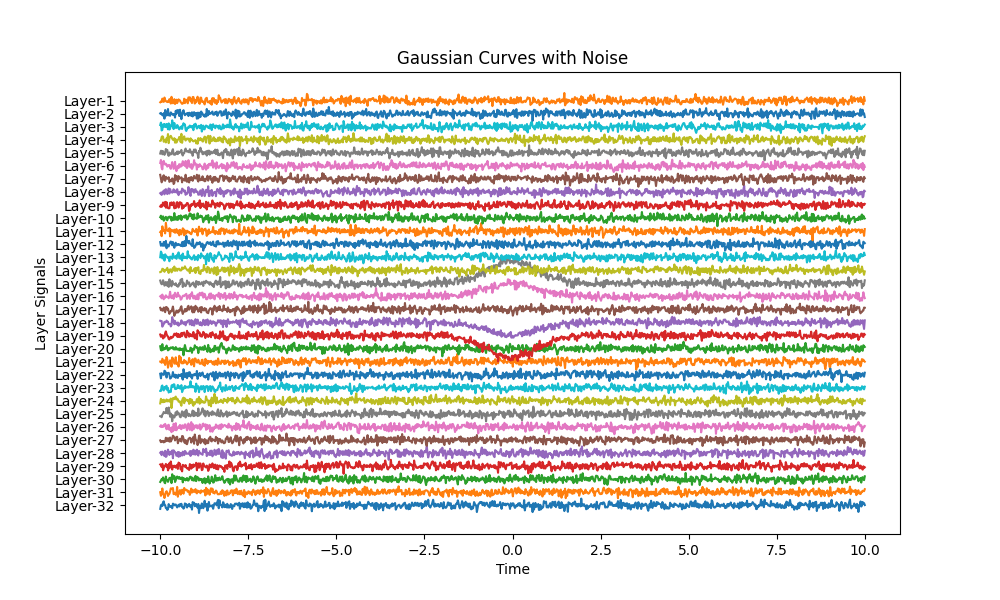 Gaussian Curves with Noise
Layer Signals
Layer-1
Layer-2
Layer-3
Layer-4
Layer-5
Layer-6
Layer-7
Layer-8
Layer-9
Layer-10
Layer-11
Layer-12
Layer-13
Layer-14
Layer-15
Layer-16
Layer-17
Layer-18
Layer-19
Layer-20
Layer-21
Layer-22
Layer-23
Layer-24
Layer-25
Layer-26
Layer-27
Layer-28
Layer-29
Layer-30
Layer-31
Layer-32
−10.0 −7.5 −5.0 −2.5 0.0 2.5 5.0 7.5 10.0
Time